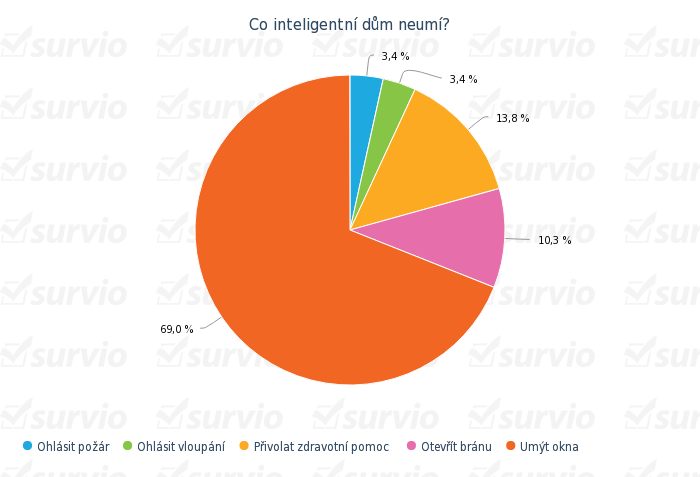 Co inteligentní dům neumí?
3,4 %
3,4 %
13,8 %
10,3 %
69,0 %
Ohlásit požár Ohlásit vloupání Přivolat zdravotní pomoc Otevřít bránu Umýt okna
survio